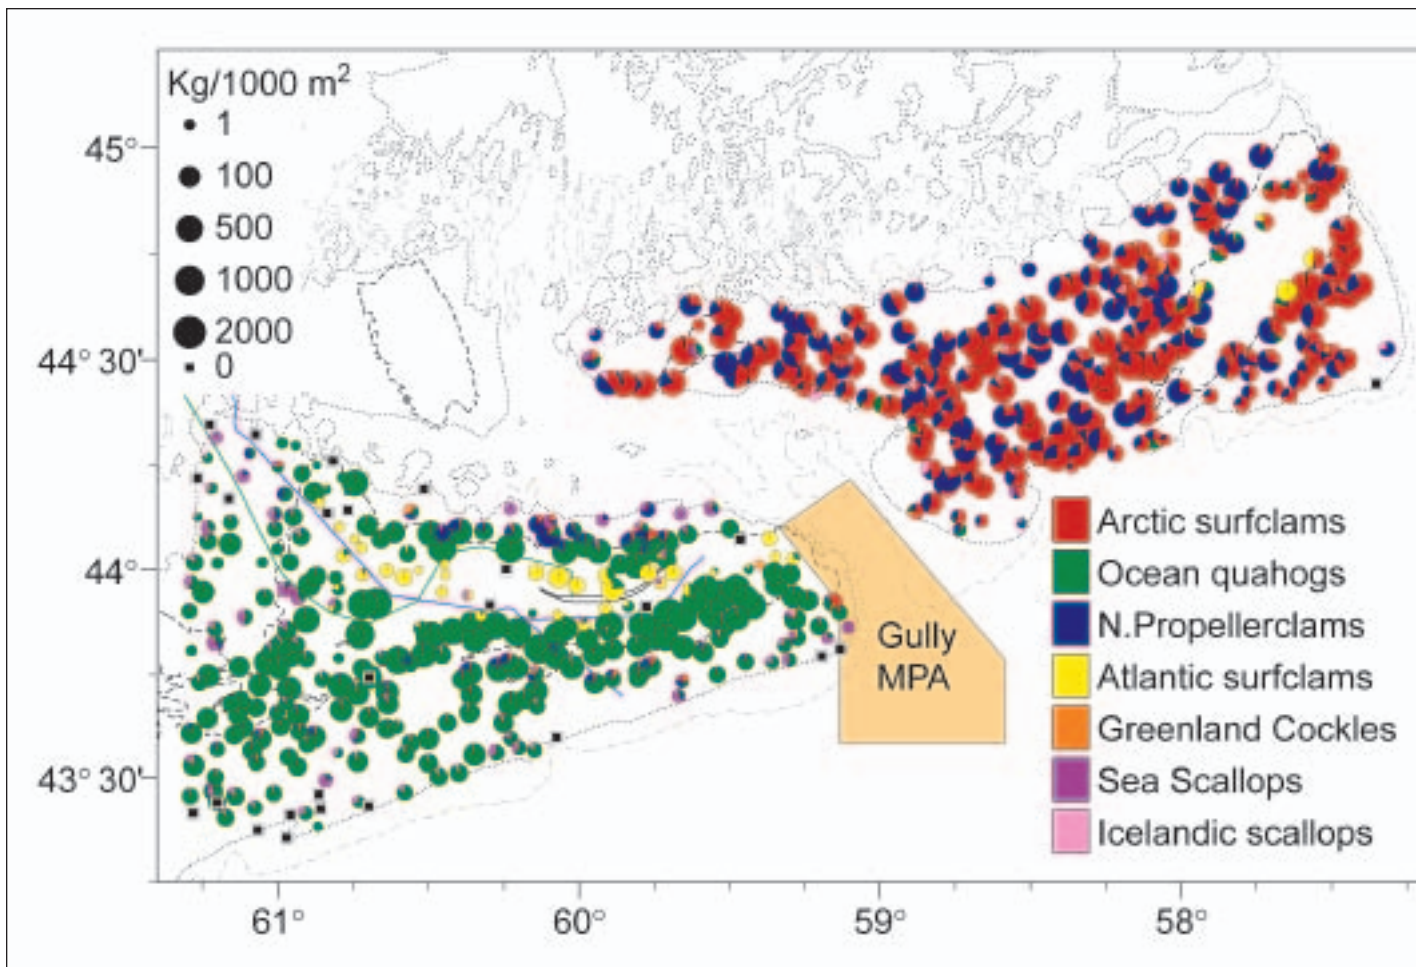 Kg/1000 m²
1
100
500
1000
2000
0
45°
44° 30'
44°
43° 30'
Arctic surfclams
Ocean quahogs
N.Propellerclams
Atlantic surfclams
Greenland Cockles
Sea Scallops
Icelandic scallops
Gully
MPA
61°
60°
59°
58°